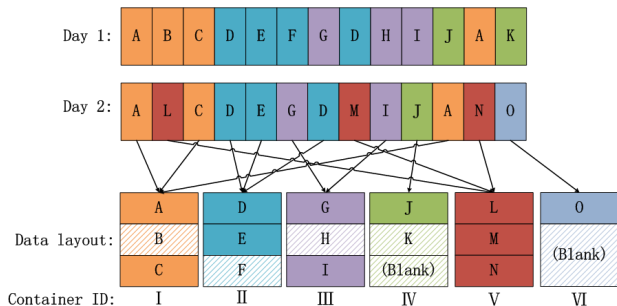 Day 1: A B C D E F G D H I J A K
Day 2: A L C D E G D M I J A N O
A D G J L O
Data layout: B E H K M (Blank)
C F I (Blank) N
Container ID: I II III IV V VI